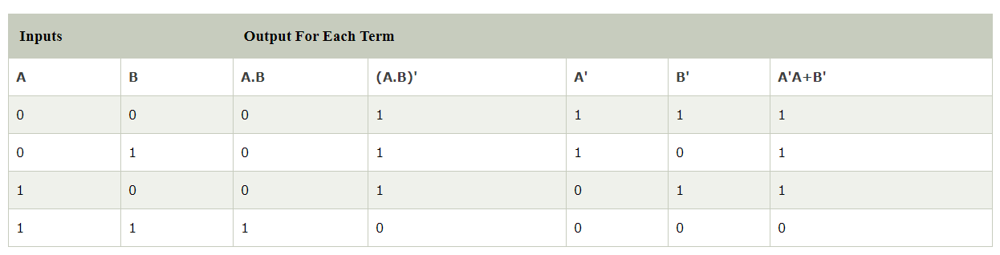 Inputs Output For Each Term
A B A.B (A.B)' A' B' A'A+B'
0 0 0 1 1 1 1
0 1 0 1 1 0 1
1 0 0 1 0 1 1
1 1 1 0 0 0 0